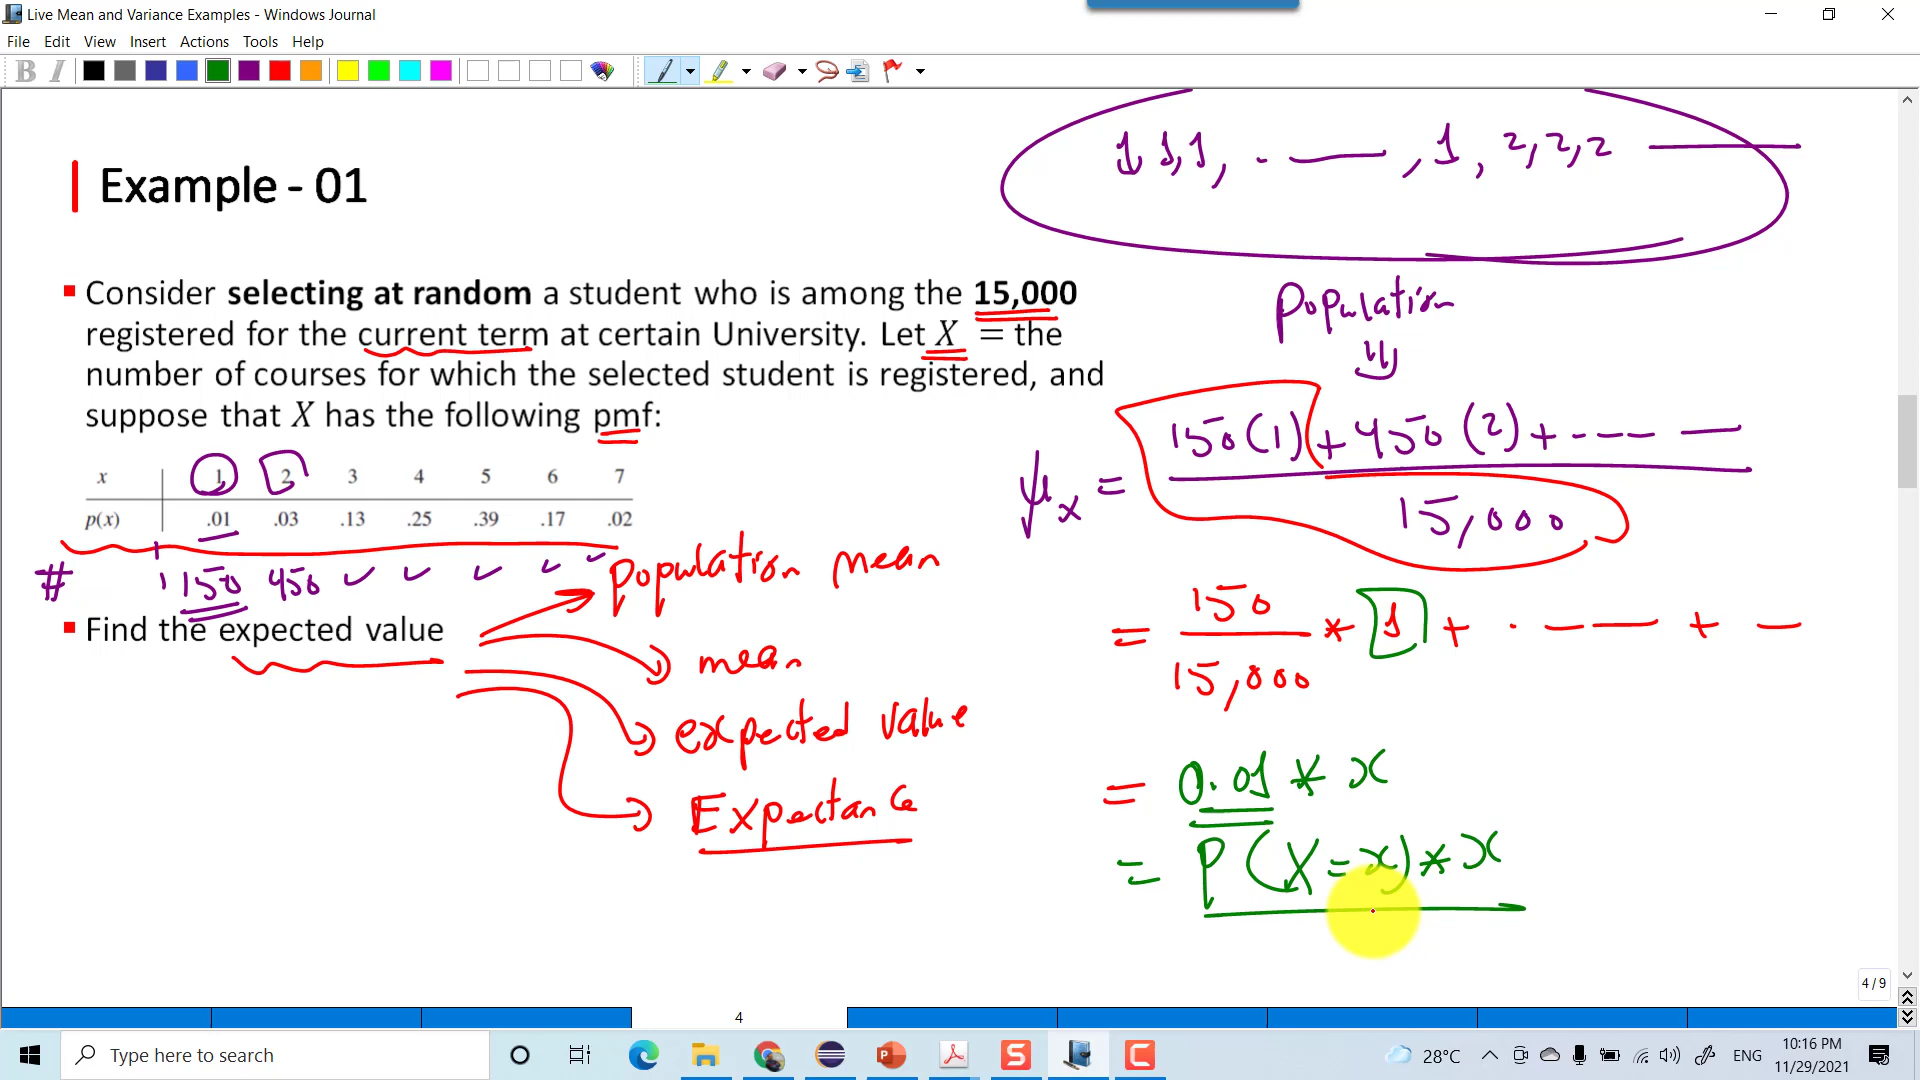 Live Mean and Variance Examples - Windows Journal
File Edit View Insert Actions Tools Help
B I
1, 1, 1, . — , 1, 2, 2, 2 —
Example - 01
Consider selecting at random a student who is among the 15,000
registered for the current term at certain University. Let X = the
number of courses for which the selected student is registered, and
suppose that X has the following pmf:
x 1 2 3 4 5 6 7
p(x) .01 .03 .13 .25 .39 .17 .02
# 150 450
Find the expected value
Population mean
mean
expected value
Expectance
Population
μx = 150(1) + 450(2) + ---- —
15,000
= 150 * 1 + . — — + —
15,000
= 0.01 * x
= P(X=x) * x
4 / 9
4
Type here to search
28°C
ENG
10:16 PM
11/29/2021